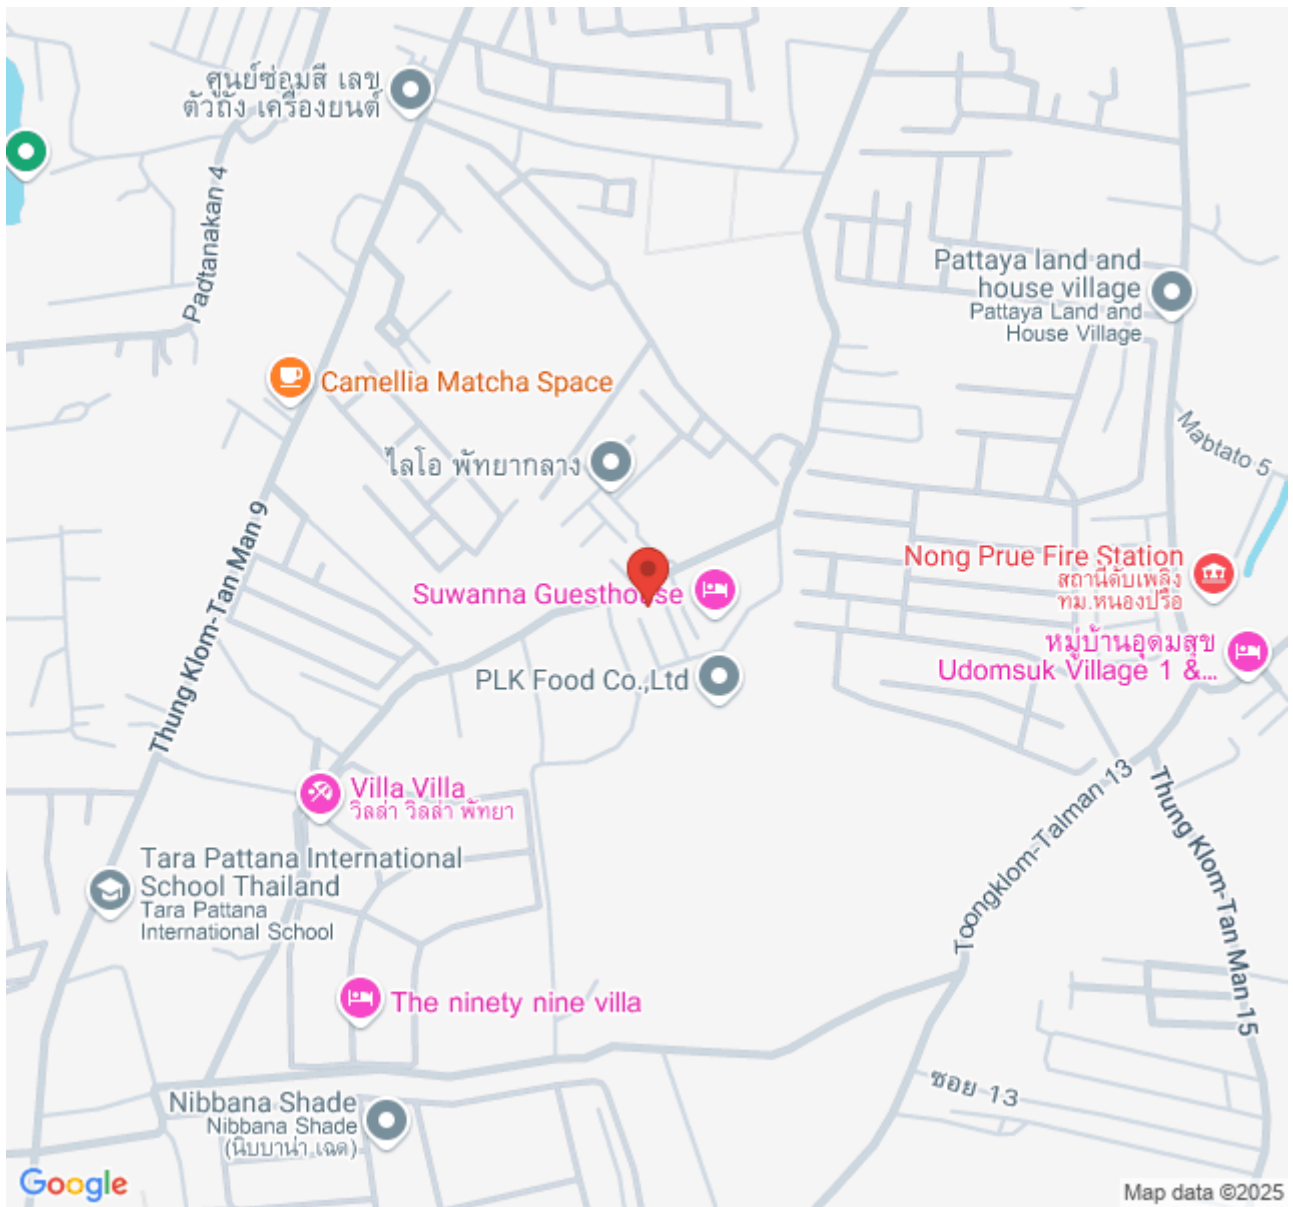 ศูนย์ซ่อมสี เลข
ตัวถัง เครื่องยนต์
Padtanakan 4
Pattaya land and
house village
Pattaya Land and
House Village
Camellia Matcha Space
Mabtato 5
ไลโอ พัทยากลาง
Thung Klom-Tan Man 9
Nong Prue Fire Station
สถานีดับเพลิง
ทม.หนองปรือ
Suwanna Guesthouse
หมู่บ้านอุดมสุข
Udomsuk Village 1 &...
PLK Food Co.,Ltd
Villa Villa
วิลล่า วิลล่า พัทยา
Toongklom-Talman 13
Thung Klom-Tan Man 15
Tara Pattana International
School Thailand
Tara Pattana
International School
The ninety nine villa
ซอย 13
Nibbana Shade
Nibbana Shade
(นิบบาน่า เฉด)
Google
Map data ©2025